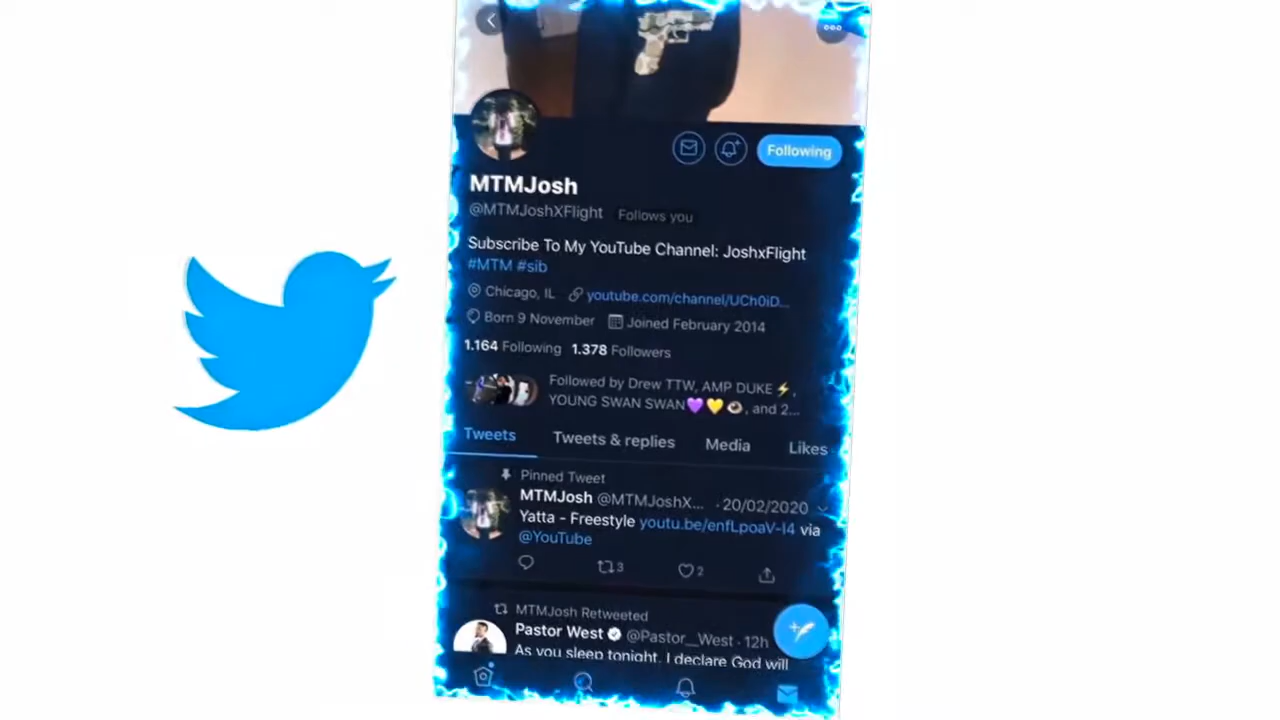 Following
MTMJosh
@MTMJoshXFlight Follows you
Subscribe To My YouTube Channel: JoshxFlight
#MTM #sib
Chicago, IL youtube.com/channel/UCh0iD...
Born 9 November Joined February 2014
1.164 Following 1.378 Followers
Followed by Drew TTW, AMP DUKE⚡,
YOUNG SWAN SWAN💜💛👁, and 2...
Tweets Tweets & replies Media Likes
Pinned Tweet
MTMJosh @MTMJoshX... · 20/02/2020
Yatta - Freestyle youtu.be/enfLpoaV-I4 via
@YouTube
3 2
MTMJosh Retweeted
Pastor West @Pastor__West · 12h
As you sleep tonight, I declare God will